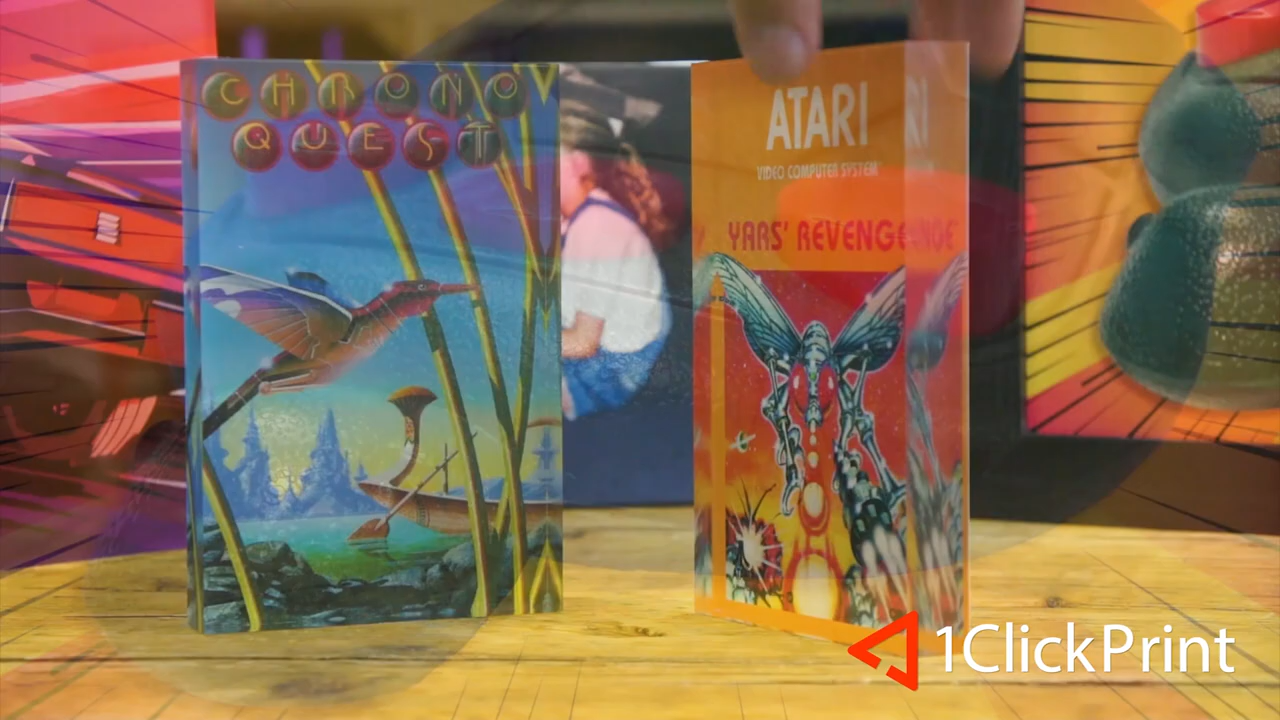 CHRONO
QUEST
ATARI
VIDEO COMPUTER SYSTEM
YARS' REVENGE
1ClickPrint